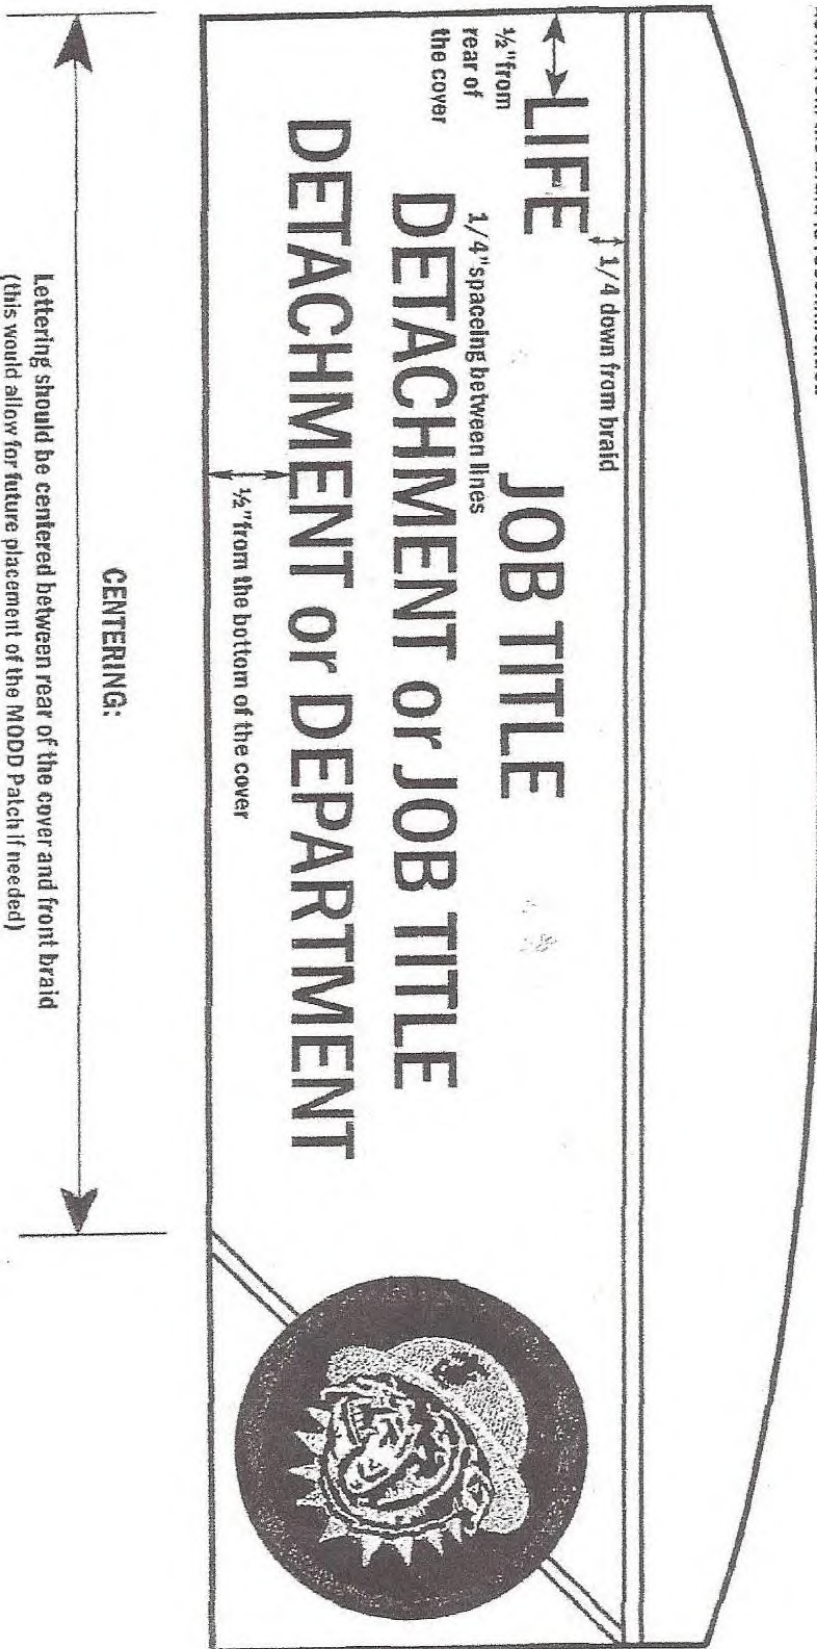 1/4 down from braid
LIFE
JOB TITLE
½" from
rear of
the cover
1/4" spaceing between lines
DETACHMENT or JOB TITLE
DETACHMENT or DEPARTMENT
½" from the bottom of the cover
CENTERING:
Lettering should be centered between rear of the cover and front braid
(this would allow for future placement of the MODD Patch if needed)